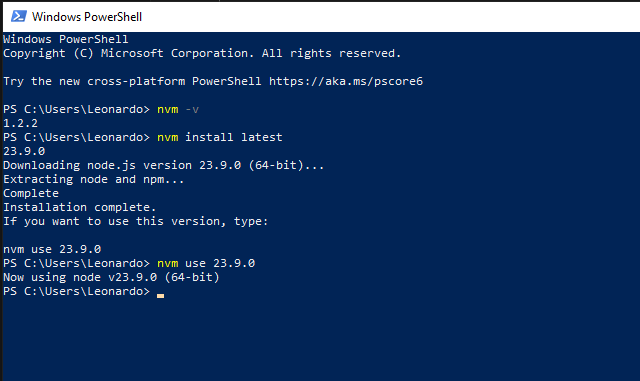 Windows PowerShell
Windows PowerShell
Copyright (C) Microsoft Corporation. All rights reserved.
Try the new cross-platform PowerShell https://aka.ms/pscore6
PS C:\Users\Leonardo> nvm -v
1.2.2
PS C:\Users\Leonardo> nvm install latest
23.9.0
Downloading node.js version 23.9.0 (64-bit)...
Extracting node and npm...
Complete
Installation complete.
If you want to use this version, type:
nvm use 23.9.0
PS C:\Users\Leonardo> nvm use 23.9.0
Now using node v23.9.0 (64-bit)
PS C:\Users\Leonardo>